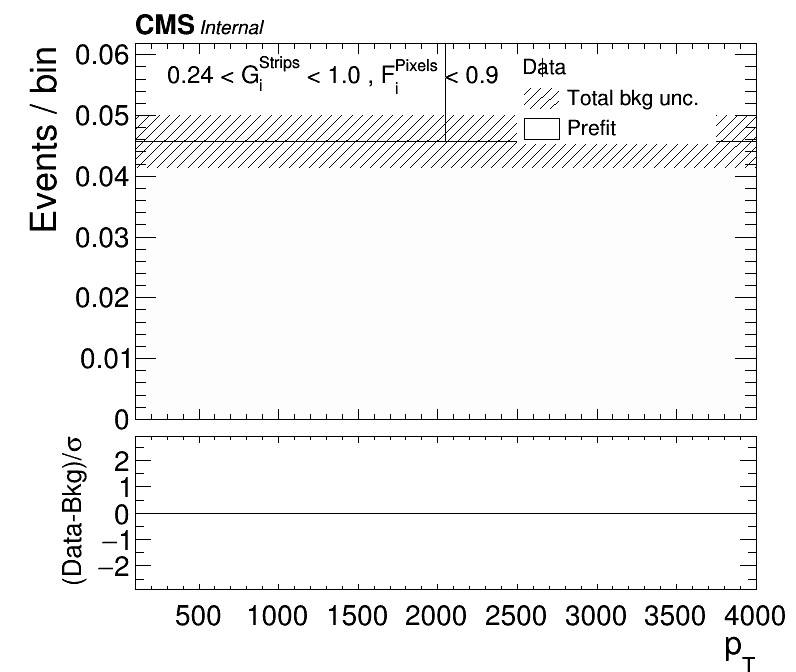 CMS Internal
Events / bin
0.06
0.05
0.04
0.03
0.02
0.01
0
0.24 < G_i^Strips < 1.0 , F_i^Pixels < 0.9
Data
Total bkg unc.
Prefit
(Data-Bkg)/σ
2
1
0
−1
−2
500 1000 1500 2000 2500 3000 3500 4000
p_T